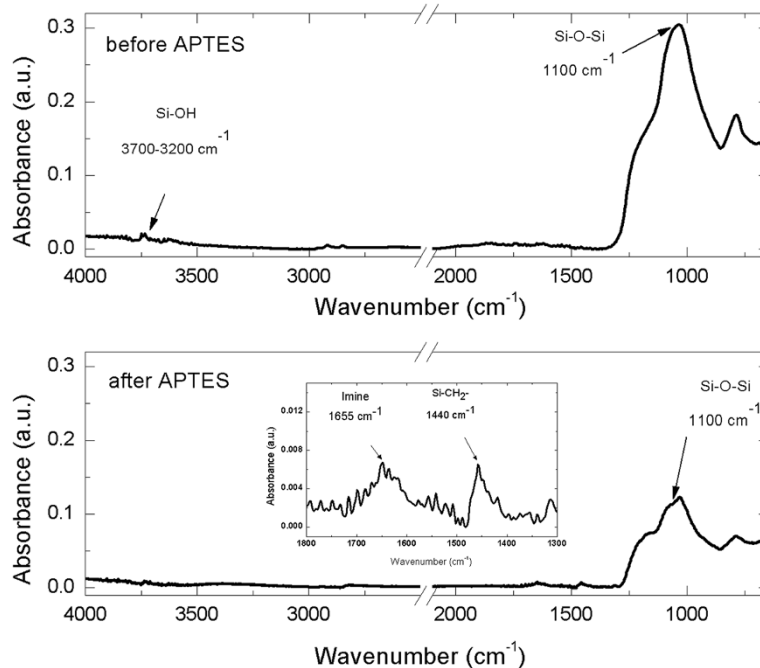 before APTES
Si-OH
3700-3200 cm⁻¹
Si-O-Si
1100 cm⁻¹
Absorbance (a.u.)
0.3
0.2
0.1
0.0
4000 3500 3000 2000 1500 1000
Wavenumber (cm⁻¹)
after APTES
Si-O-Si
1100 cm⁻¹
Absorbance (a.u.)
0.3
0.2
0.1
0.0
Imine
1655 cm⁻¹
Si-CH₂-
1440 cm⁻¹
Absorbance (a.u.)
0.012
0.008
0.004
0.000
1800 1700 1600 1500 1400 1300
Wavenumber (cm⁻¹)
4000 3500 3000 2000 1500 1000
Wavenumber (cm⁻¹)